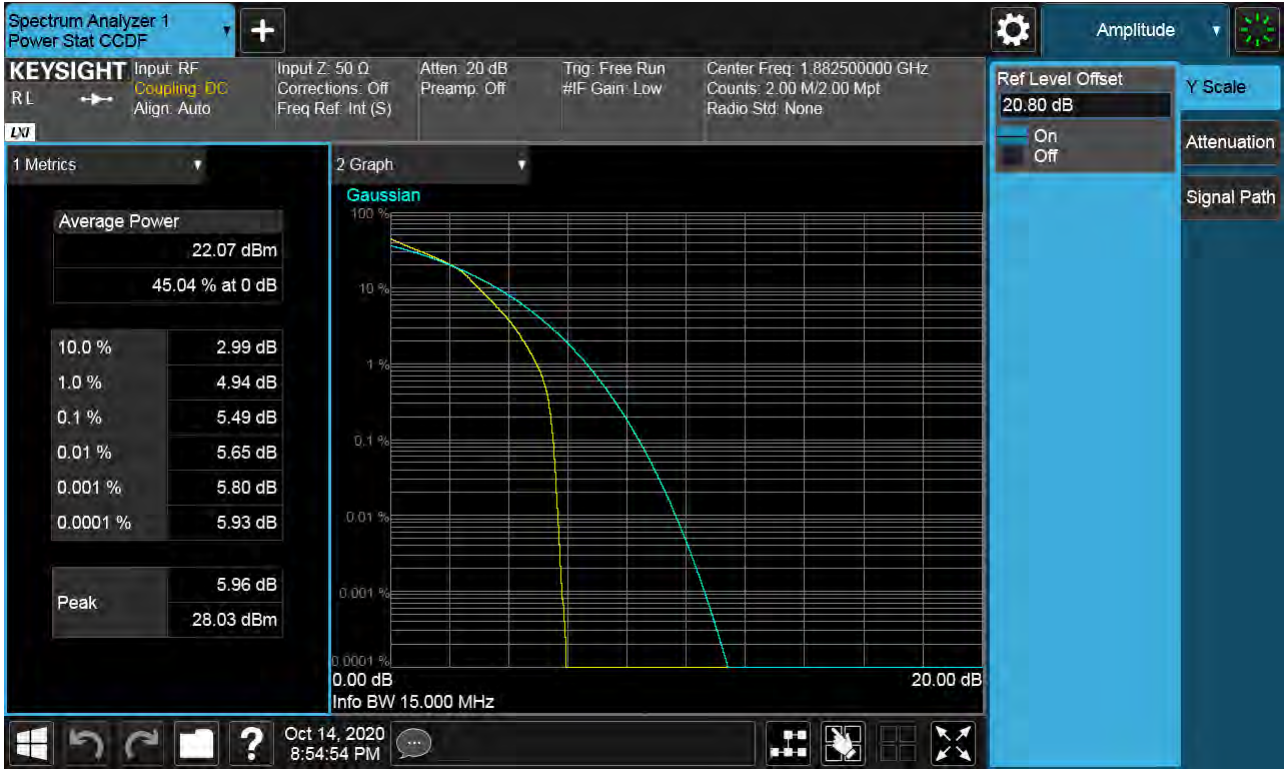 Spectrum Analyzer 1
Power Stat CCDF
+
Amplitude
KEYSIGHT
R L
LXI
Input: RF
Coupling: DC
Align: Auto
Input Z: 50 Ω
Corrections: Off
Freq Ref: Int (S)
Atten: 20 dB
Preamp: Off
Trig: Free Run
#IF Gain: Low
Center Freq: 1.882500000 GHz
Counts: 2.00 M/2.00 Mpt
Radio Std: None
Ref Level Offset
20.80 dB
On
Off
Y Scale
Attenuation
Signal Path
1 Metrics
Average Power
22.07 dBm
45.04 % at 0 dB
10.0 % 2.99 dB
1.0 % 4.94 dB
0.1 % 5.49 dB
0.01 % 5.65 dB
0.001 % 5.80 dB
0.0001 % 5.93 dB
Peak
5.96 dB
28.03 dBm
2 Graph
Gaussian
100 %
10 %
1 %
0.1 %
0.01 %
0.001 %
0.0001 %
0.00 dB 20.00 dB
Info BW 15.000 MHz
?
Oct 14, 2020
8:54:54 PM